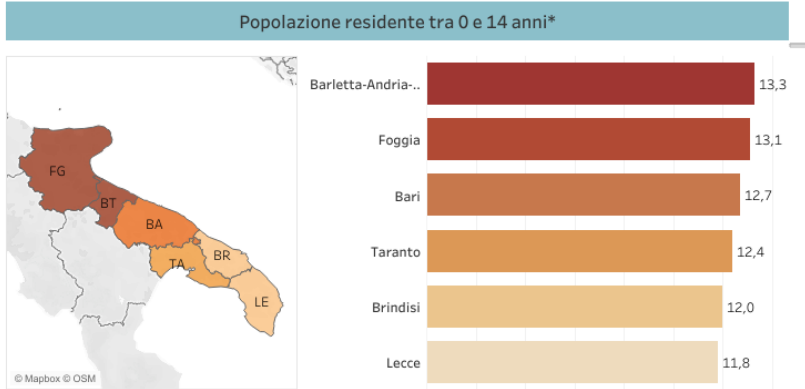 Popolazione residente tra 0 e 14 anni*
FG
BT
BA
TA
BR
LE
© Mapbox © OSM
Barletta-Andria-.. 13,3
Foggia 13,1
Bari 12,7
Taranto 12,4
Brindisi 12,0
Lecce 11,8